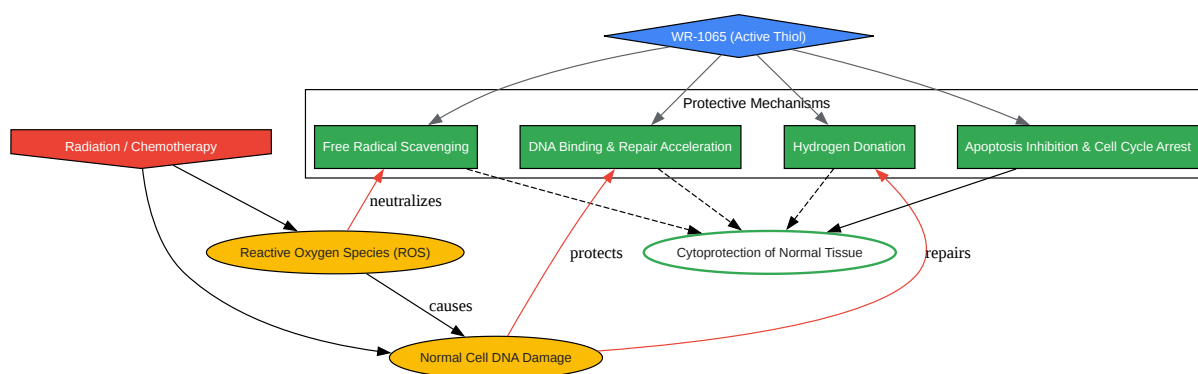 WR-1065 (Active Thiol)
Protective Mechanisms
Radiation / Chemotherapy
Free Radical Scavenging
DNA Binding & Repair Acceleration
Hydrogen Donation
Apoptosis Inhibition & Cell Cycle Arrest
neutralizes
Reactive Oxygen Species (ROS)
protects
Cytoprotection of Normal Tissue
repairs
causes
Normal Cell DNA Damage